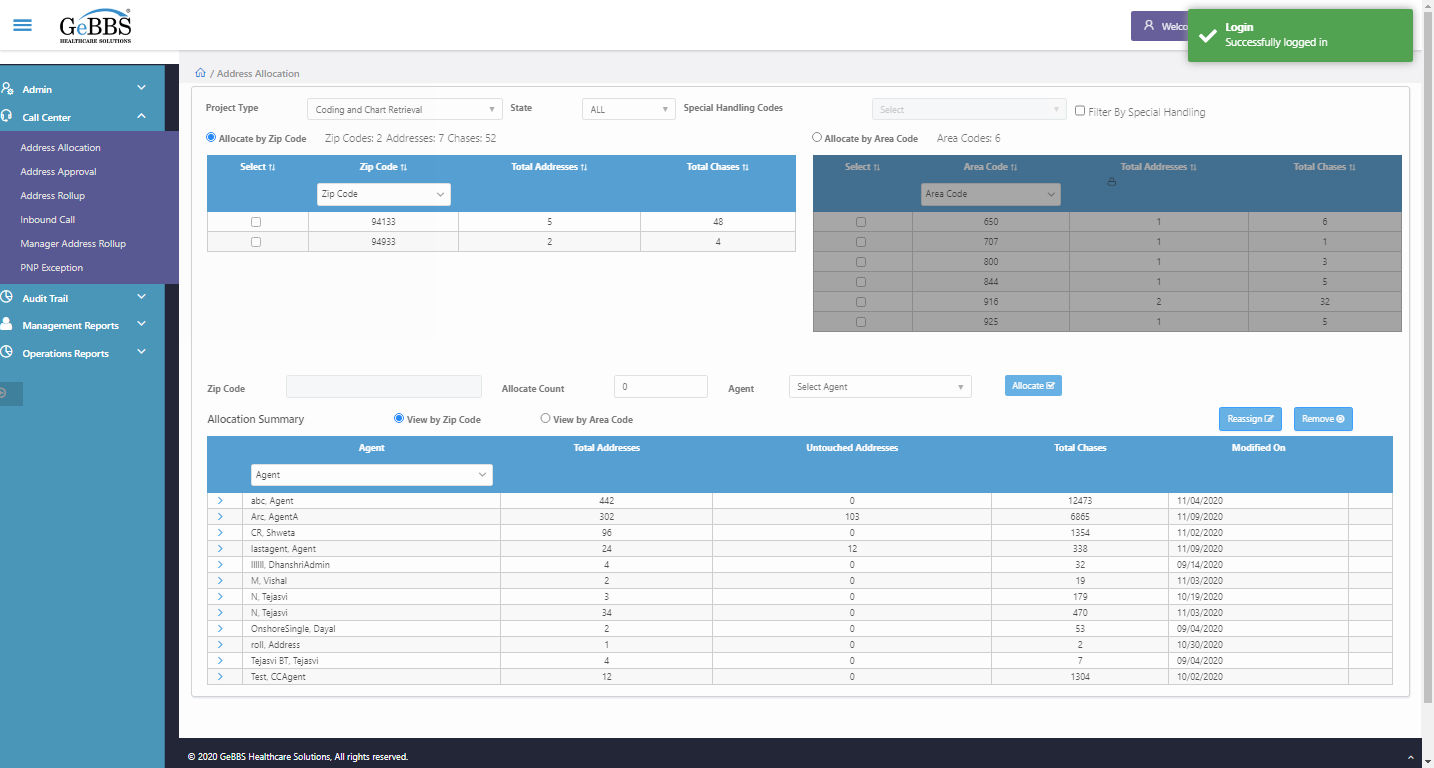 GeBBS
HEALTHCARE SOLUTIONS
Welco
Login
Successfully logged in
Admin
Call Center
Address Allocation
Address Approval
Address Rollup
Inbound Call
Manager Address Rollup
PNP Exception
Audit Trail
Management Reports
Operations Reports
/ Address Allocation
Project Type Coding and Chart Retrieval State ALL Special Handling Codes Select Filter By Special Handling
Allocate by Zip Code Zip Codes: 2 Addresses: 7 Chases: 52
Select Zip Code Total Addresses Total Chases
Zip Code
94133 5 48
94933 2 4
Allocate by Area Code Area Codes: 6
Select Area Code Total Addresses Total Chases
Area Code
650 1 6
707 1 1
800 1 3
844 1 5
916 2 32
925 1 5
Zip Code Allocate Count 0 Agent Select Agent Allocate
Allocation Summary View by Zip Code View by Area Code Reassign Remove
Agent Total Addresses Untouched Addresses Total Chases Modified On
Agent
abc, Agent 442 0 12473 11/04/2020
Arc, AgentA 302 103 6865 11/09/2020
CR, Shweta 96 0 1354 11/02/2020
lastagent, Agent 24 12 338 11/09/2020
DhanshriAdmin 4 0 32 09/14/2020
M, Vishal 2 0 19 11/03/2020
N, Tejasvi 3 0 179 10/19/2020
N, Tejasvi 34 0 470 11/03/2020
OnshoreSingle, Dayal 2 0 53 09/04/2020
roll, Address 1 0 2 10/30/2020
Tejasvi BT, Tejasvi 4 0 7 09/04/2020
Test, CCAgent 12 0 1304 10/02/2020
© 2020 GeBBS Healthcare Solutions, All rights reserved.